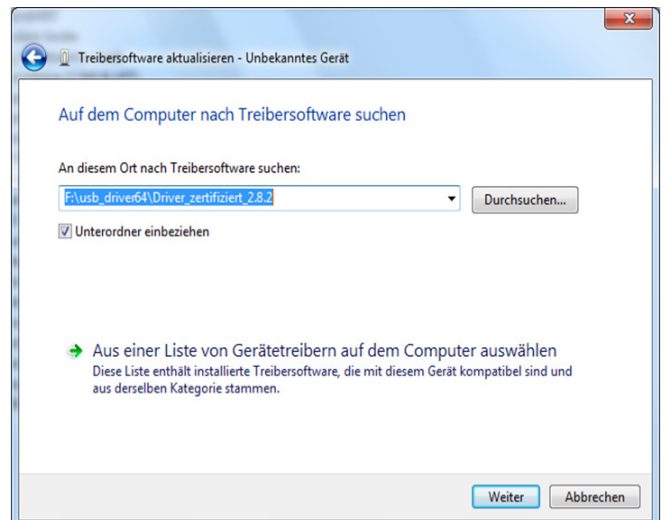 Treibersoftware aktualisieren - Unbekanntes Gerät
Auf dem Computer nach Treibersoftware suchen
An diesem Ort nach Treibersoftware suchen:
F:\usb_driver64\Driver_zertifiziert_2.8.2
Durchsuchen...
Unterordner einbeziehen
Aus einer Liste von Gerätetreibern auf dem Computer auswählen
Diese Liste enthält installierte Treibersoftware, die mit diesem Gerät kompatibel sind und
aus derselben Kategorie stammen.
Weiter
Abbrechen